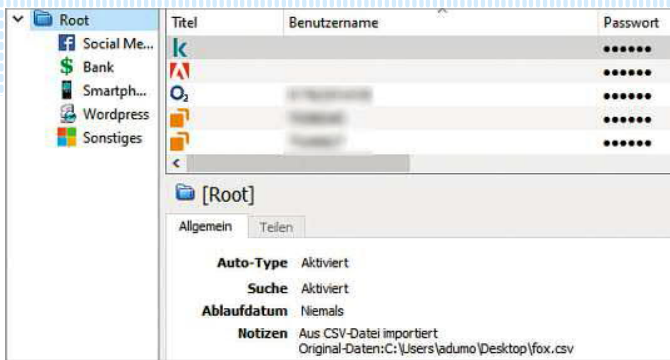 Root
Social Me...
Bank
Smartph...
Wordpress
Sonstiges
Titel Benutzername Passwort
●●●●●●
●●●●●●
O₂ ●●●●●●
●●●●●●
●●●●●●
[Root]
Allgemein Teilen
Auto-Type Aktiviert
Suche Aktiviert
Ablaufdatum Niemals
Notizen Aus CSV-Datei importiert
Original-Daten:C:\Users\adumo\Desktop\fox.csv